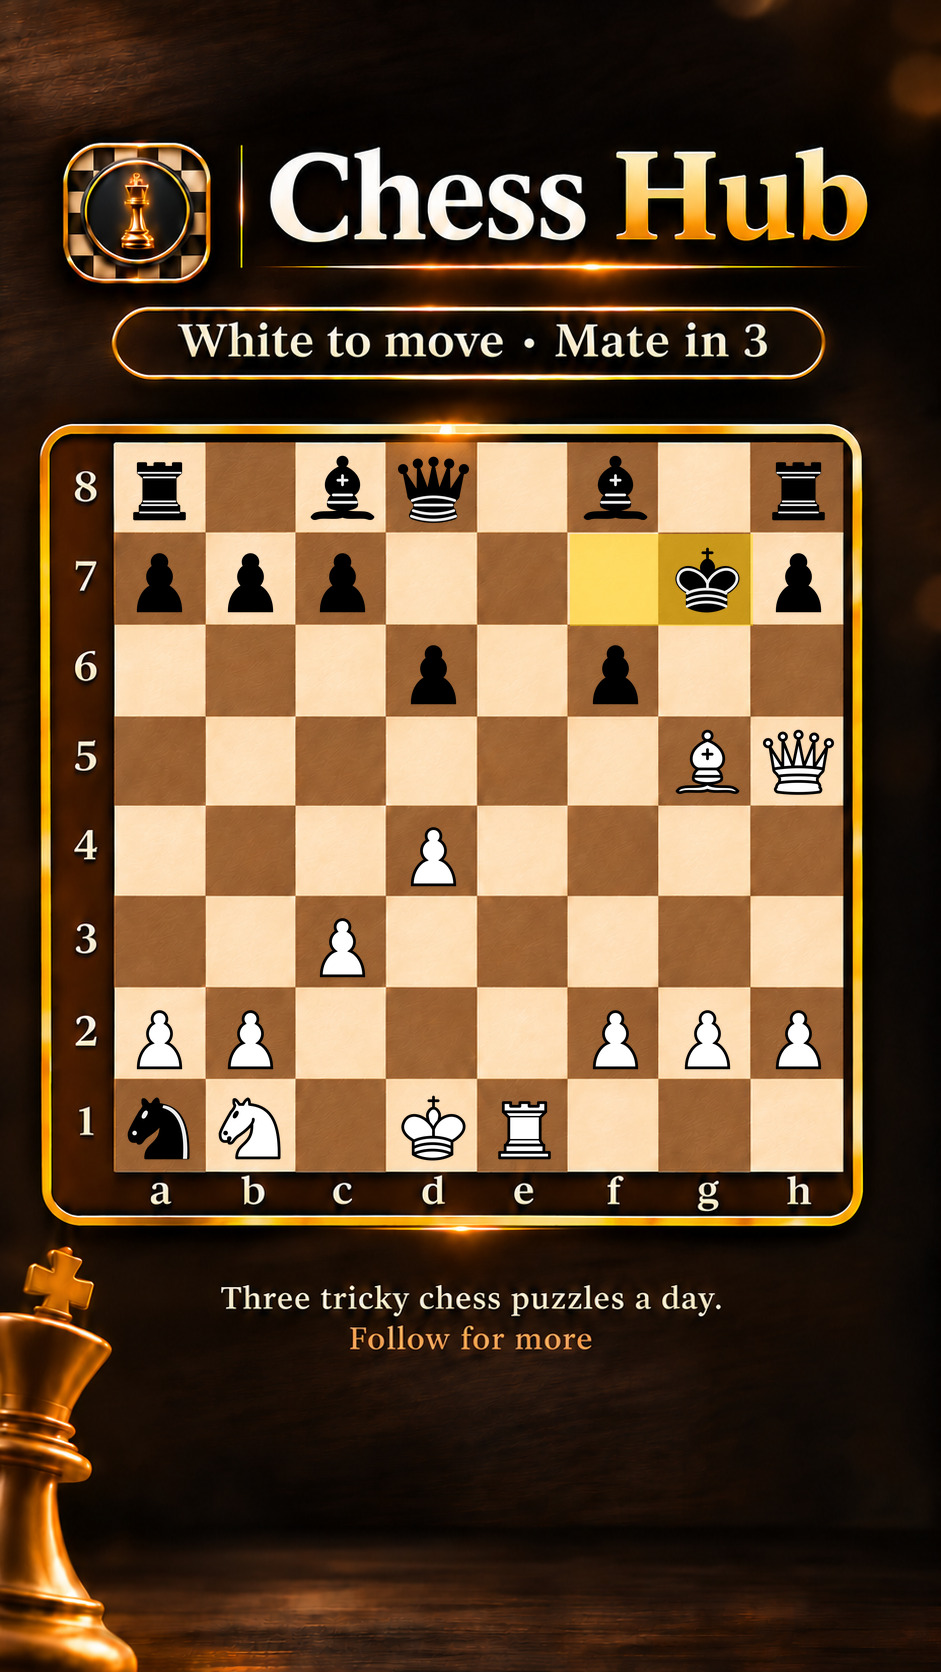 Chess Hub
White to move • Mate in 3
8
7
6
5
4
3
2
1
a b c d e f g h
Three tricky chess puzzles a day.
Follow for more